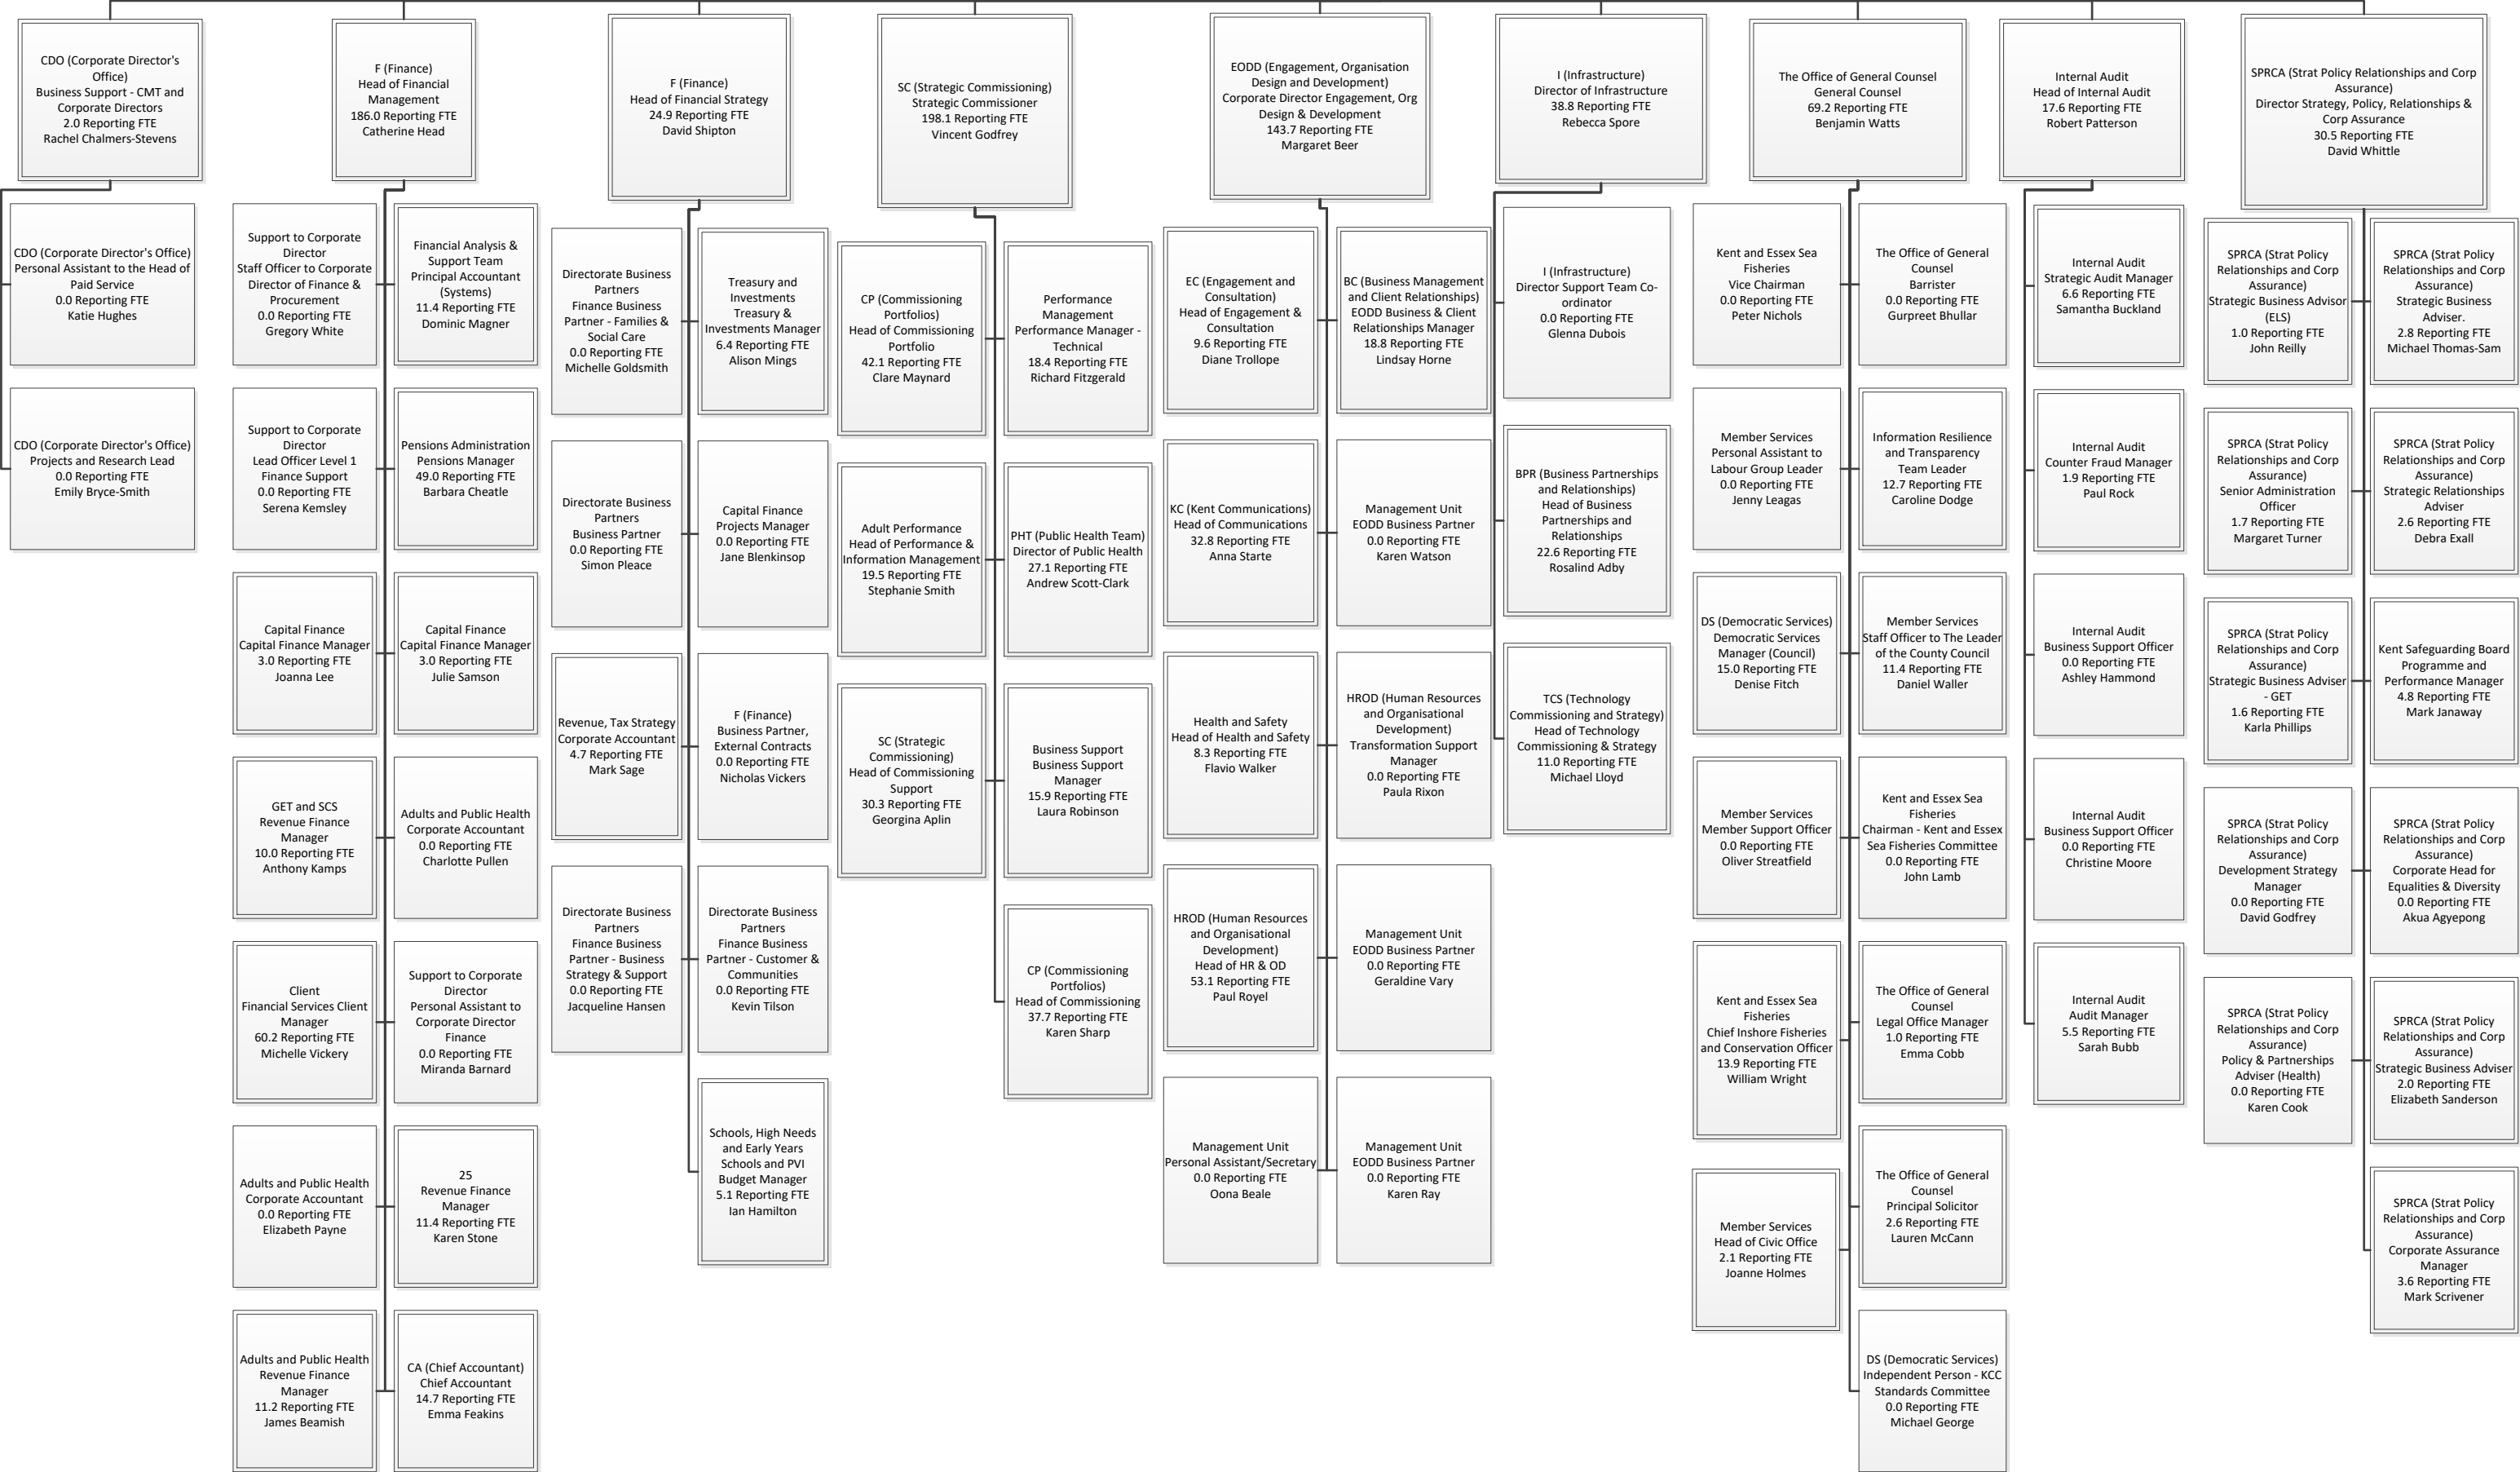 CDO (Corporate Director's
Office)
Business Support - CMT and
Corporate Directors
2.0 Reporting FTE
Rachel Chalmers-Stevens
F (Finance)
Head of Financial
Management
186.0 Reporting FTE
Catherine Head
F (Finance)
Head of Financial Strategy
24.9 Reporting FTE
David Shipton
SC (Strategic Commissioning)
Strategic Commissioner
198.1 Reporting FTE
Vincent Godfrey
EODD (Engagement, Organisation
Design and Development)
Corporate Director Engagement, Org
Design & Development
143.7 Reporting FTE
Margaret Beer
I (Infrastructure)
Director of Infrastructure
38.8 Reporting FTE
Rebecca Spore
The Office of General Counsel
General Counsel
69.2 Reporting FTE
Benjamin Watts
Internal Audit
Head of Internal Audit
17.6 Reporting FTE
Robert Patterson
SPRCA (Strat Policy Relationships and Corp
Assurance)
Director Strategy, Policy, Relationships &
Corp Assurance
30.5 Reporting FTE
David Whittle
CDO (Corporate Director's Office)
Personal Assistant to the Head of
Paid Service
0.0 Reporting FTE
Katie Hughes
CDO (Corporate Director's Office)
Projects and Research Lead
0.0 Reporting FTE
Emily Bryce-Smith
Support to Corporate
Director
Staff Officer to Corporate
Director of Finance &
Procurement
0.0 Reporting FTE
Gregory White
Financial Analysis &
Support Team
Principal Accountant
(Systems)
11.4 Reporting FTE
Dominic Magner
Support to Corporate
Director
Lead Officer Level 1
Finance Support
0.0 Reporting FTE
Serena Kemsley
Pensions Administration
Pensions Manager
49.0 Reporting FTE
Barbara Cheatle
Capital Finance
Capital Finance Manager
3.0 Reporting FTE
Joanna Lee
Capital Finance
Capital Finance Manager
3.0 Reporting FTE
Julie Samson
GET and SCS
Revenue Finance
Manager
10.0 Reporting FTE
Anthony Kamps
Adults and Public Health
Corporate Accountant
0.0 Reporting FTE
Charlotte Pullen
Client
Financial Services Client
Manager
60.2 Reporting FTE
Michelle Vickery
Support to Corporate
Director
Personal Assistant to
Corporate Director
Finance
0.0 Reporting FTE
Miranda Barnard
Adults and Public Health
Corporate Accountant
0.0 Reporting FTE
Elizabeth Payne
25
Revenue Finance
Manager
11.4 Reporting FTE
Karen Stone
Adults and Public Health
Revenue Finance
Manager
11.2 Reporting FTE
James Beamish
CA (Chief Accountant)
Chief Accountant
14.7 Reporting FTE
Emma Feakins
Directorate Business
Partners
Finance Business
Partner - Families &
Social Care
0.0 Reporting FTE
Michelle Goldsmith
Treasury and
Investments
Treasury &
Investments Manager
6.4 Reporting FTE
Alison Mings
Directorate Business
Partners
Business Partner
0.0 Reporting FTE
Simon Pleace
Capital Finance
Projects Manager
0.0 Reporting FTE
Jane Blenkinsop
Revenue, Tax Strategy
Corporate Accountant
4.7 Reporting FTE
Mark Sage
F (Finance)
Business Partner,
External Contracts
0.0 Reporting FTE
Nicholas Vickers
Directorate Business
Partners
Finance Business
Partner - Business
Strategy & Support
0.0 Reporting FTE
Jacqueline Hansen
Directorate Business
Partners
Finance Business
Partner - Customer &
Communities
0.0 Reporting FTE
Kevin Tilson
Schools, High Needs
and Early Years
Schools and PVI
Budget Manager
5.1 Reporting FTE
Ian Hamilton
CP (Commissioning
Portfolios)
Head of Commissioning
Portfolio
42.1 Reporting FTE
Clare Maynard
Performance
Management
Performance Manager -
Technical
18.4 Reporting FTE
Richard Fitzgerald
Adult Performance
Head of Performance &
Information Management
19.5 Reporting FTE
Stephanie Smith
PHT (Public Health Team)
Director of Public Health
27.1 Reporting FTE
Andrew Scott-Clark
SC (Strategic
Commissioning)
Head of Commissioning
Support
30.3 Reporting FTE
Georgina Aplin
Business Support
Business Support
Manager
15.9 Reporting FTE
Laura Robinson
CP (Commissioning
Portfolios)
Head of Commissioning
37.7 Reporting FTE
Karen Sharp
EC (Engagement and
Consultation)
Head of Engagement &
Consultation
9.6 Reporting FTE
Diane Trollope
BC (Business Management
and Client Relationships)
EODD Business & Client
Relationships Manager
18.8 Reporting FTE
Lindsay Horne
KC (Kent Communications)
Head of Communications
32.8 Reporting FTE
Anna Starte
Management Unit
EODD Business Partner
0.0 Reporting FTE
Karen Watson
Health and Safety
Head of Health and Safety
8.3 Reporting FTE
Flavio Walker
HROD (Human Resources
and Organisational
Development)
Transformation Support
Manager
0.0 Reporting FTE
Paula Rixon
HROD (Human Resources
and Organisational
Development)
Head of HR & OD
53.1 Reporting FTE
Paul Royel
Management Unit
EODD Business Partner
0.0 Reporting FTE
Geraldine Vary
Management Unit
Personal Assistant/Secretary
0.0 Reporting FTE
Oona Beale
Management Unit
EODD Business Partner
0.0 Reporting FTE
Karen Ray
I (Infrastructure)
Director Support Team Co-
ordinator
0.0 Reporting FTE
Glenna Dubois
BPR (Business Partnerships
and Relationships)
Head of Business
Partnerships and
Relationships
22.6 Reporting FTE
Rosalind Adby
TCS (Technology
Commissioning and Strategy)
Head of Technology
Commissioning & Strategy
11.0 Reporting FTE
Michael Lloyd
Kent and Essex Sea
Fisheries
Vice Chairman
0.0 Reporting FTE
Peter Nichols
The Office of General
Counsel
Barrister
0.0 Reporting FTE
Gurpreet Bhullar
Member Services
Personal Assistant to
Labour Group Leader
0.0 Reporting FTE
Jenny Leagas
Information Resilience
and Transparency
Team Leader
12.7 Reporting FTE
Caroline Dodge
DS (Democratic Services)
Democratic Services
Manager (Council)
15.0 Reporting FTE
Denise Fitch
Member Services
Staff Officer to The Leader
of the County Council
11.4 Reporting FTE
Daniel Waller
Member Services
Member Support Officer
0.0 Reporting FTE
Oliver Streatfield
Kent and Essex Sea
Fisheries
Chairman - Kent and Essex
Sea Fisheries Committee
0.0 Reporting FTE
John Lamb
Kent and Essex Sea
Fisheries
Chief Inshore Fisheries
and Conservation Officer
13.9 Reporting FTE
William Wright
The Office of General
Counsel
Legal Office Manager
1.0 Reporting FTE
Emma Cobb
Member Services
Head of Civic Office
2.1 Reporting FTE
Joanne Holmes
The Office of General
Counsel
Principal Solicitor
2.6 Reporting FTE
Lauren McCann
DS (Democratic Services)
Independent Person - KCC
Standards Committee
0.0 Reporting FTE
Michael George
Internal Audit
Strategic Audit Manager
6.6 Reporting FTE
Samantha Buckland
Internal Audit
Counter Fraud Manager
1.9 Reporting FTE
Paul Rock
Internal Audit
Business Support Officer
0.0 Reporting FTE
Ashley Hammond
Internal Audit
Business Support Officer
0.0 Reporting FTE
Christine Moore
Internal Audit
Audit Manager
5.5 Reporting FTE
Sarah Bubb
SPRCA (Strat Policy
Relationships and Corp
Assurance)
Strategic Business Advisor
(ELS)
1.0 Reporting FTE
John Reilly
SPRCA (Strat Policy
Relationships and Corp
Assurance)
Strategic Business
Adviser.
2.8 Reporting FTE
Michael Thomas-Sam
SPRCA (Strat Policy
Relationships and Corp
Assurance)
Senior Administration
Officer
1.7 Reporting FTE
Margaret Turner
SPRCA (Strat Policy
Relationships and Corp
Assurance)
Strategic Relationships
Adviser
2.6 Reporting FTE
Debra Exall
SPRCA (Strat Policy
Relationships and Corp
Assurance)
Strategic Business Adviser
- GET
1.6 Reporting FTE
Karla Phillips
Kent Safeguarding Board
Programme and
Performance Manager
4.8 Reporting FTE
Mark Janaway
SPRCA (Strat Policy
Relationships and Corp
Assurance)
Development Strategy
Manager
0.0 Reporting FTE
David Godfrey
SPRCA (Strat Policy
Relationships and Corp
Assurance)
Corporate Head for
Equalities & Diversity
0.0 Reporting FTE
Akua Agyepong
SPRCA (Strat Policy
Relationships and Corp
Assurance)
Policy & Partnerships
Adviser (Health)
0.0 Reporting FTE
Karen Cook
SPRCA (Strat Policy
Relationships and Corp
Assurance)
Strategic Business Adviser
2.0 Reporting FTE
Elizabeth Sanderson
SPRCA (Strat Policy
Relationships and Corp
Assurance)
Corporate Assurance
Manager
3.6 Reporting FTE
Mark Scrivener